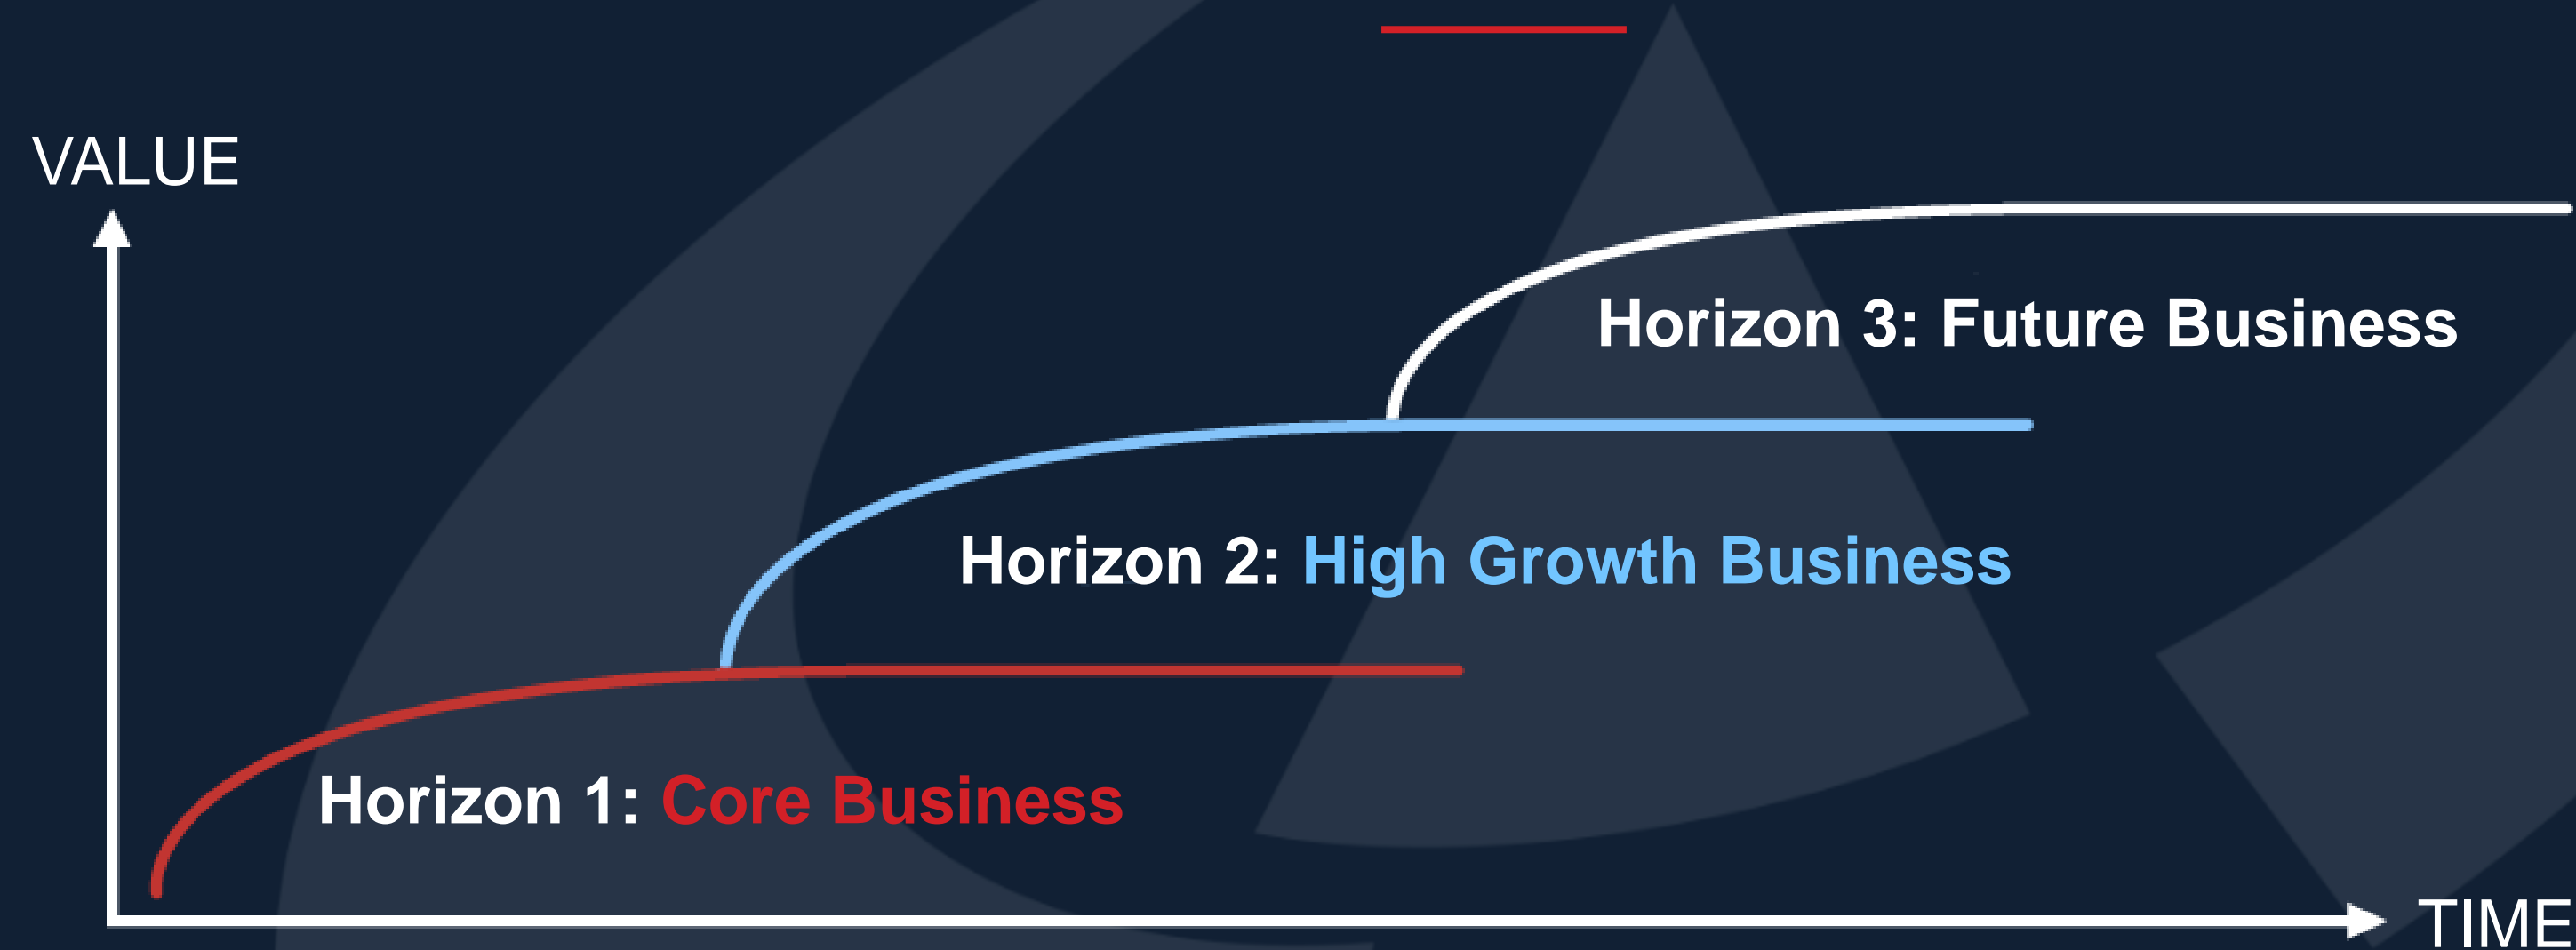 VALUE
Horizon 3: Future Business
Horizon 2: High Growth Business
Horizon 1: Core Business
TIME